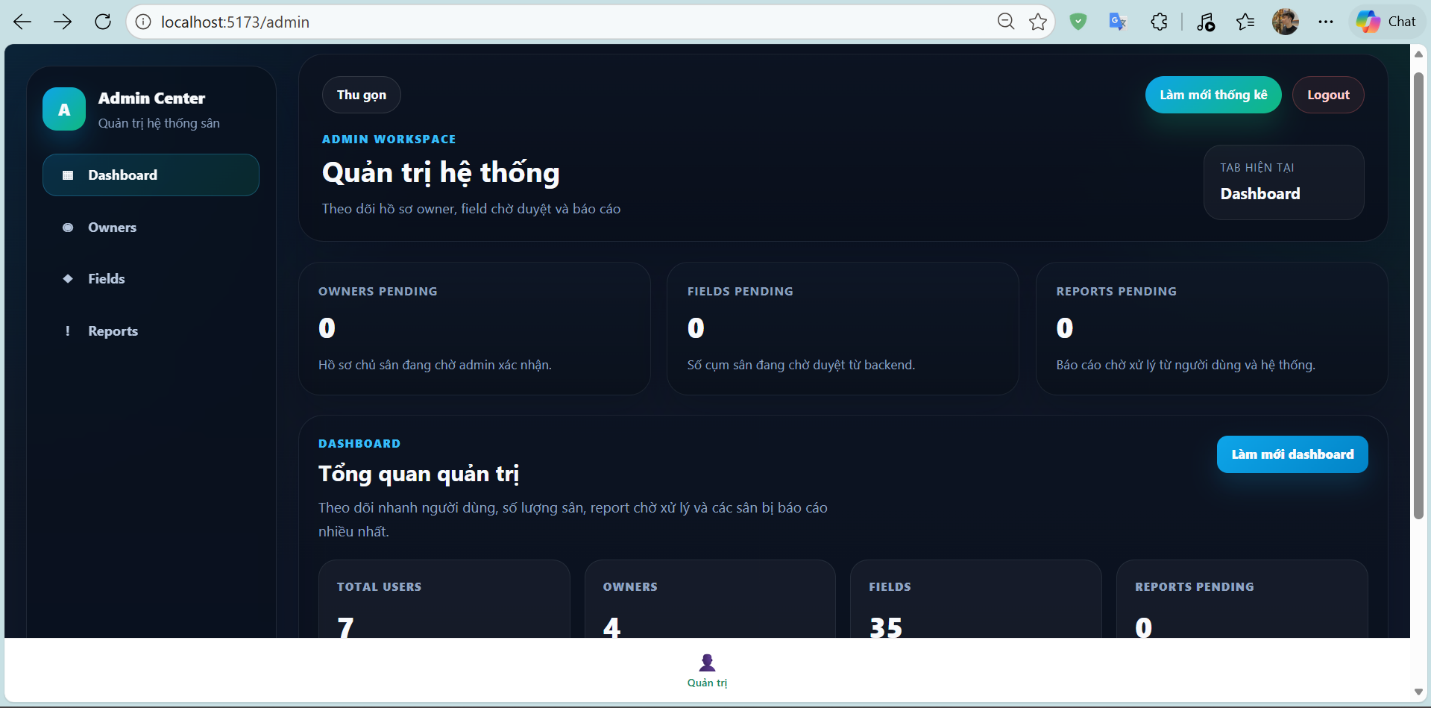 localhost:5173/admin
Chat
A
Admin Center
Quản trị hệ thống sân
Dashboard
Owners
Fields
! Reports
Thu gọn
Làm mới thống kê
Logout
ADMIN WORKSPACE
Quản trị hệ thống
Theo dõi hồ sơ owner, field chờ duyệt và báo cáo
TAB HIỆN TẠI
Dashboard
OWNERS PENDING
0
Hồ sơ chủ sân đang chờ admin xác nhận.
FIELDS PENDING
0
Số cụm sân đang chờ duyệt từ backend.
REPORTS PENDING
0
Báo cáo chờ xử lý từ người dùng và hệ thống.
DASHBOARD
Tổng quan quản trị
Theo dõi nhanh người dùng, số lượng sân, report chờ xử lý và các sân bị báo cáo
nhiều nhất.
Làm mới dashboard
TOTAL USERS
7
OWNERS
4
FIELDS
35
REPORTS PENDING
0
Quản trị